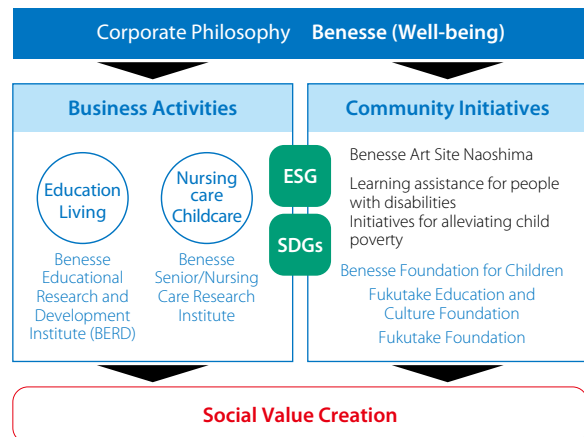 Corporate Philosophy Benesse (Well-being)
Business Activities
Education
Living
Nursing
care
Childcare
Benesse
Educational
Research and
Development
Institute (BERD)
Benesse
Senior/Nursing
Care Research
Institute
ESG
SDGs
Community Initiatives
Benesse Art Site Naoshima
Learning assistance for people
with disabilities
Initiatives for alleviating child
poverty
Benesse Foundation for Children
Fukutake Education and
Culture Foundation
Fukutake Foundation
Social Value Creation